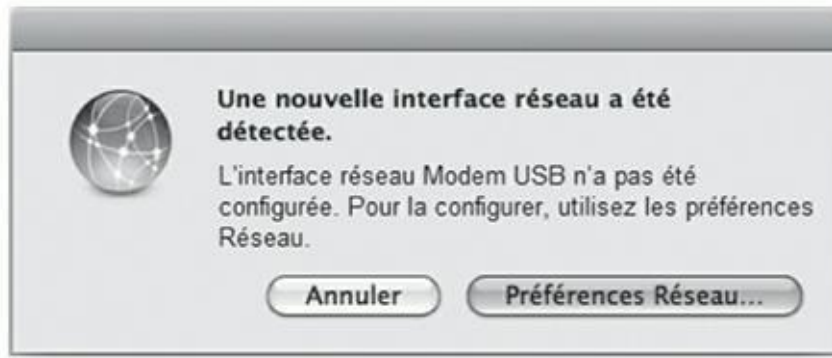 Une nouvelle interface réseau a été
détectée.
L'interface réseau Modem USB n'a pas été
configurée. Pour la configurer, utilisez les préférences
Réseau.
Annuler
Préférences Réseau...